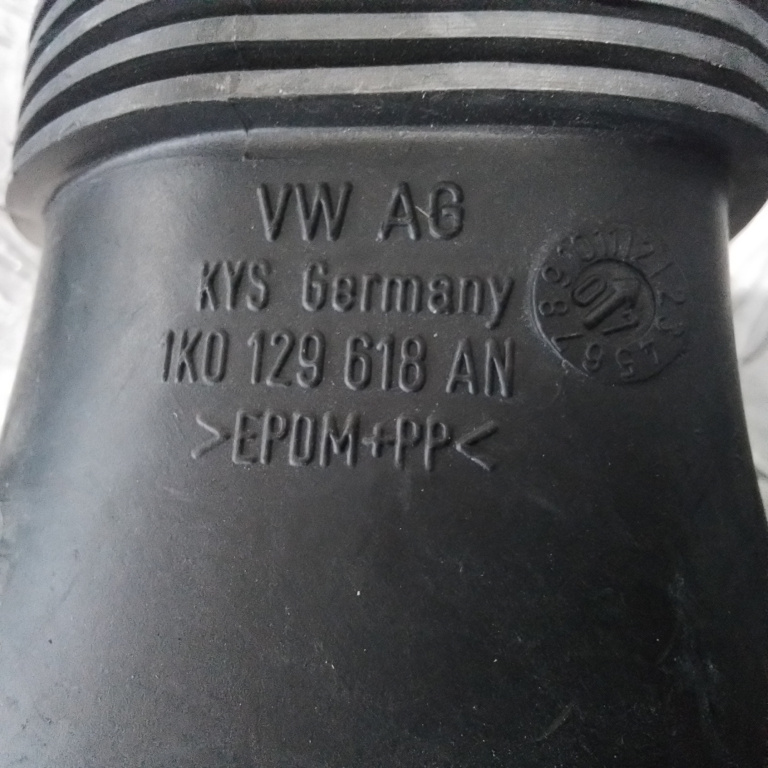 VW AG
KYS Germany
1K0 129 618 AN
>EPDM+PP<